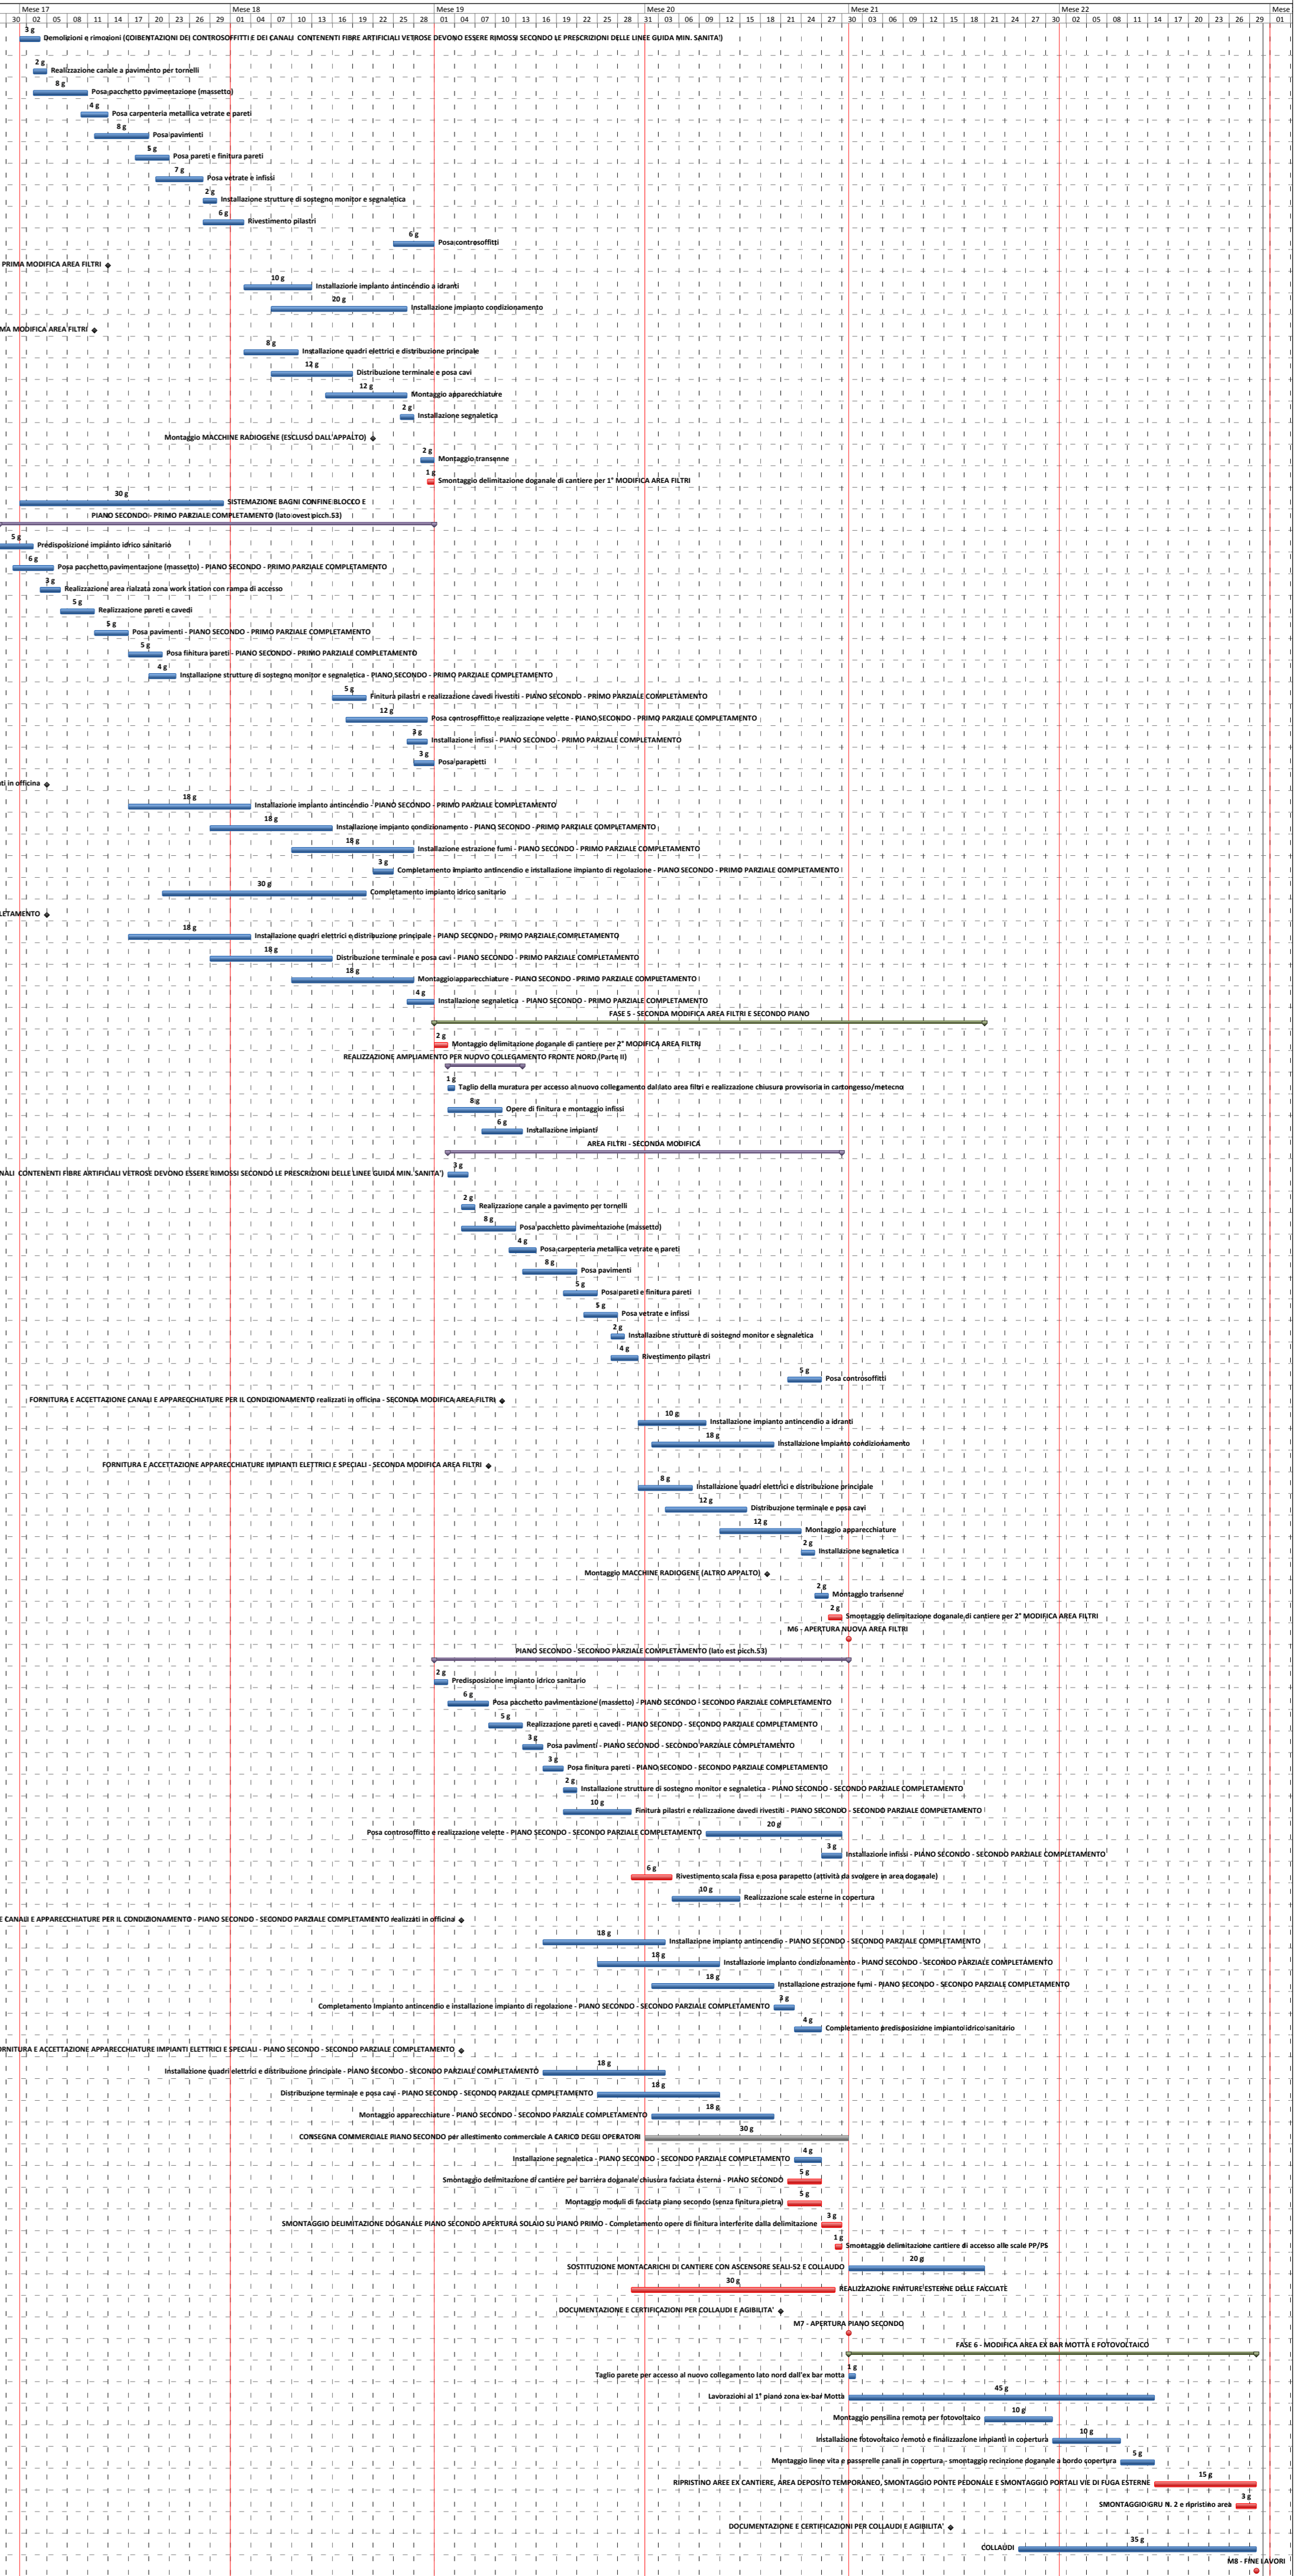 Mese 17 Mese 18 Mese 19 Mese 20 Mese 21 Mese 22 Mese
30 02 05 08 11 14 17 20 23 26 29 01 04 07 10 13 16 19 22 25 28 01 04 07 10 13 16 19 22 25 28 31 03 06 09 12 15 18 21 24 27 30 03 06 09 12 15 18 21 24 27 30 02 05 08 11 14 17 20 23 26 29 01
3 g
Demolizioni e rimozioni (COIBENTAZIONI DEI CONTROSOFFITTI E DEI CANALI CONTENENTI FIBRE ARTIFICIALI VETROSE DEVONO ESSERE RIMOSSI SECONDO LE PRESCRIZIONI DELLE LINEE GUIDA MIN. SANITA')
2 g
Realizzazione canale a pavimento per tornelli
8 g
Posa pacchetto pavimentazione (massetto)
4 g
Posa carpenteria metallica vetrate e pareti
8 g
Posa pavimenti
5 g
Posa pareti e finitura pareti
7 g
Posa vetrate e infissi
2 g
Installazione strutture di sostegno monitor e segnaletica
6 g
Rivestimento pilastri
6 g
Posa controsoffitti
PRIMA MODIFICA AREA FILTRI
10 g
Installazione impianto antincendio a idranti
20 g
Installazione impianto condizionamento
MA MODIFICA AREA FILTRI
8 g
Installazione quadri elettrici e distribuzione principale
12 g
Distribuzione terminale e posa cavi
12 g
Montaggio apparecchiature
2 g
Installazione segnaletica
Montaggio MACCHINE RADIOGENE (ESCLUSO DALL'APPALTO)
2 g
Montaggio transenne
1 g
Smontaggio delimitazione doganale di cantiere per 1° MODIFICA AREA FILTRI
30 g
SISTEMAZIONE BAGNI CONFINE BLOCCO E
PIANO SECONDO - PRIMO PARZIALE COMPLETAMENTO (lato ovest picch.53)
5 g
Predisposizione impianto idrico sanitario
6 g
Posa pacchetto pavimentazione (massetto) - PIANO SECONDO - PRIMO PARZIALE COMPLETAMENTO
3 g
Realizzazione area rialzata zona work station con rampa di accesso
5 g
Realizzazione pareti e cavedi
5 g
Posa pavimenti - PIANO SECONDO - PRIMO PARZIALE COMPLETAMENTO
5 g
Posa finitura pareti - PIANO SECONDO - PRIMO PARZIALE COMPLETAMENTO
4 g
Installazione strutture di sostegno monitor e segnaletica - PIANO SECONDO - PRIMO PARZIALE COMPLETAMENTO
5 g
Finitura pilastri e realizzazione cavedi rivestiti - PIANO SECONDO - PRIMO PARZIALE COMPLETAMENTO
12 g
Posa controsoffitto e realizzazione velette - PIANO SECONDO - PRIMO PARZIALE COMPLETAMENTO
3 g
Installazione infissi - PIANO SECONDO - PRIMO PARZIALE COMPLETAMENTO
3 g
Posa parapetti
ti in officina
18 g
Installazione impianto antincendio - PIANO SECONDO - PRIMO PARZIALE COMPLETAMENTO
18 g
Installazione impianto condizionamento - PIANO SECONDO - PRIMO PARZIALE COMPLETAMENTO
18 g
Installazione estrazione fumi - PIANO SECONDO - PRIMO PARZIALE COMPLETAMENTO
3 g
Completamento impianto antincendio e installazione impianto di regolazione - PIANO SECONDO - PRIMO PARZIALE COMPLETAMENTO
30 g
Completamento impianto idrico sanitario
LETAMENTO
18 g
Installazione quadri elettrici e distribuzione principale - PIANO SECONDO - PRIMO PARZIALE COMPLETAMENTO
18 g
Distribuzione terminale e posa cavi - PIANO SECONDO - PRIMO PARZIALE COMPLETAMENTO
18 g
Montaggio apparecchiature - PIANO SECONDO - PRIMO PARZIALE COMPLETAMENTO
4 g
Installazione segnaletica - PIANO SECONDO - PRIMO PARZIALE COMPLETAMENTO
FASE 5 - SECONDA MODIFICA AREA FILTRI E SECONDO PIANO
2 g
Montaggio delimitazione doganale di cantiere per 2° MODIFICA AREA FILTRI
REALIZZAZIONE AMPLIAMENTO PER NUOVO COLLEGAMENTO FRONTE NORD (Parte II)
1 g
Taglio della muratura per accesso al nuovo collegamento dal lato area filtri e realizzazione chiusura provvisoria in cartongesso/metecno
8 g
Opere di finitura e montaggio infissi
6 g
Installazione impianti
AREA FILTRI - SECONDA MODIFICA
3 g
NALI CONTENENTI FIBRE ARTIFICIALI VETROSE DEVONO ESSERE RIMOSSI SECONDO LE PRESCRIZIONI DELLE LINEE GUIDA MIN. SANITA')
2 g
Realizzazione canale a pavimento per tornelli
8 g
Posa pacchetto pavimentazione (massetto)
4 g
Posa carpenteria metallica vetrate e pareti
8 g
Posa pavimenti
5 g
Posa pareti e finitura pareti
5 g
Posa vetrate e infissi
2 g
Installazione strutture di sostegno monitor e segnaletica
4 g
Rivestimento pilastri
5 g
Posa controsoffitti
FORNITURA E ACCETTAZIONE CANALI E APPARECCHIATURE PER IL CONDIZIONAMENTO realizzati in officina - SECONDA MODIFICA AREA FILTRI
10 g
Installazione impianto antincendio a idranti
18 g
Installazione impianto condizionamento
FORNITURA E ACCETTAZIONE APPARECCHIATURE IMPIANTI ELETTRICI E SPECIALI - SECONDA MODIFICA AREA FILTRI
8 g
Installazione quadri elettrici e distribuzione principale
12 g
Distribuzione terminale e posa cavi
12 g
Montaggio apparecchiature
2 g
Installazione segnaletica
Montaggio MACCHINE RADIOGENE (ALTRO APPALTO)
2 g
Montaggio transenne
2 g
Smontaggio delimitazione doganale di cantiere per 2° MODIFICA AREA FILTRI
M6 - APERTURA NUOVA AREA FILTRI
PIANO SECONDO - SECONDO PARZIALE COMPLETAMENTO (lato est picch.53)
2 g
Predisposizione impianto idrico sanitario
6 g
Posa pacchetto pavimentazione (massetto) - PIANO SECONDO - SECONDO PARZIALE COMPLETAMENTO
5 g
Realizzazione pareti e cavedi - PIANO SECONDO - SECONDO PARZIALE COMPLETAMENTO
3 g
Posa pavimenti - PIANO SECONDO - SECONDO PARZIALE COMPLETAMENTO
3 g
Posa finitura pareti - PIANO SECONDO - SECONDO PARZIALE COMPLETAMENTO
2 g
Installazione strutture di sostegno monitor e segnaletica - PIANO SECONDO - SECONDO PARZIALE COMPLETAMENTO
10 g
Finitura pilastri e realizzazione cavedi rivestiti - PIANO SECONDO - SECONDO PARZIALE COMPLETAMENTO
20 g
Posa controsoffitto e realizzazione velette - PIANO SECONDO - SECONDO PARZIALE COMPLETAMENTO
3 g
Installazione infissi - PIANO SECONDO - SECONDO PARZIALE COMPLETAMENTO
6 g
Rivestimento scala fissa e posa parapetto (attività da svolgere in area doganale)
10 g
Realizzazione scale esterne in copertura
E CANALI E APPARECCHIATURE PER IL CONDIZIONAMENTO - PIANO SECONDO - SECONDO PARZIALE COMPLETAMENTO realizzati in officina
18 g
Installazione impianto antincendio - PIANO SECONDO - SECONDO PARZIALE COMPLETAMENTO
18 g
Installazione impianto condizionamento - PIANO SECONDO - SECONDO PARZIALE COMPLETAMENTO
18 g
Installazione estrazione fumi - PIANO SECONDO - SECONDO PARZIALE COMPLETAMENTO
3 g
Completamento Impianto antincendio e installazione impianto di regolazione - PIANO SECONDO - SECONDO PARZIALE COMPLETAMENTO
4 g
Completamento predisposizione impianto idrico sanitario
ORNITURA E ACCETTAZIONE APPARECCHIATURE IMPIANTI ELETTRICI E SPECIALI - PIANO SECONDO - SECONDO PARZIALE COMPLETAMENTO
18 g
Installazione quadri elettrici e distribuzione principale - PIANO SECONDO - SECONDO PARZIALE COMPLETAMENTO
18 g
Distribuzione terminale e posa cavi - PIANO SECONDO - SECONDO PARZIALE COMPLETAMENTO
18 g
Montaggio apparecchiature - PIANO SECONDO - SECONDO PARZIALE COMPLETAMENTO
30 g
CONSEGNA COMMERCIALE PIANO SECONDO per allestimento commerciale A CARICO DEGLI OPERATORI
4 g
Installazione segnaletica - PIANO SECONDO - SECONDO PARZIALE COMPLETAMENTO
5 g
Smontaggio delimitazione di cantiere per barriera doganale chiusura facciata esterna - PIANO SECONDO
5 g
Montaggio moduli di facciata piano secondo (senza finitura pietra)
3 g
SMONTAGGIO DELIMITAZIONE DOGANALE PIANO SECONDO APERTURA SOLAIO SU PIANO PRIMO - Completamento opere di finitura interferite dalla delimitazione
1 g
Smontaggio delimitazione cantiere di accesso alle scale PP/PS
20 g
SOSTITUZIONE MONTACARICHI DI CANTIERE CON ASCENSORE SEALI-52 E COLLAUDO
30 g
REALIZZAZIONE FINITURE ESTERNE DELLE FACCIATE
DOCUMENTAZIONE E CERTIFICAZIONI PER COLLAUDI E AGIBILITA'
M7 - APERTURA PIANO SECONDO
FASE 6 - MODIFICA AREA EX BAR MOTTA E FOTOVOLTAICO
1 g
Taglio parete per accesso al nuovo collegamento lato nord dall'ex bar motta
45 g
Lavorazioni al 1° piano zona ex-bar Motta
10 g
Montaggio pensilina remota per fotovoltaico
10 g
Installazione fotovoltaico remoto e finalizzazione impianti in copertura
5 g
Montaggio linee vita e passerelle canali in copertura - smontaggio recinzione doganale a bordo copertura
15 g
RIPRISTINO AREE EX CANTIERE, AREA DEPOSITO TEMPORANEO, SMONTAGGIO PONTE PEDONALE E SMONTAGGIO PORTALI VIE DI FUGA ESTERNE
3 g
SMONTAGGIO GRU N. 2 e ripristino area
DOCUMENTAZIONE E CERTIFICAZIONI PER COLLAUDI E AGIBILITA'
35 g
COLLAUDI
M8 - FINE LAVORI